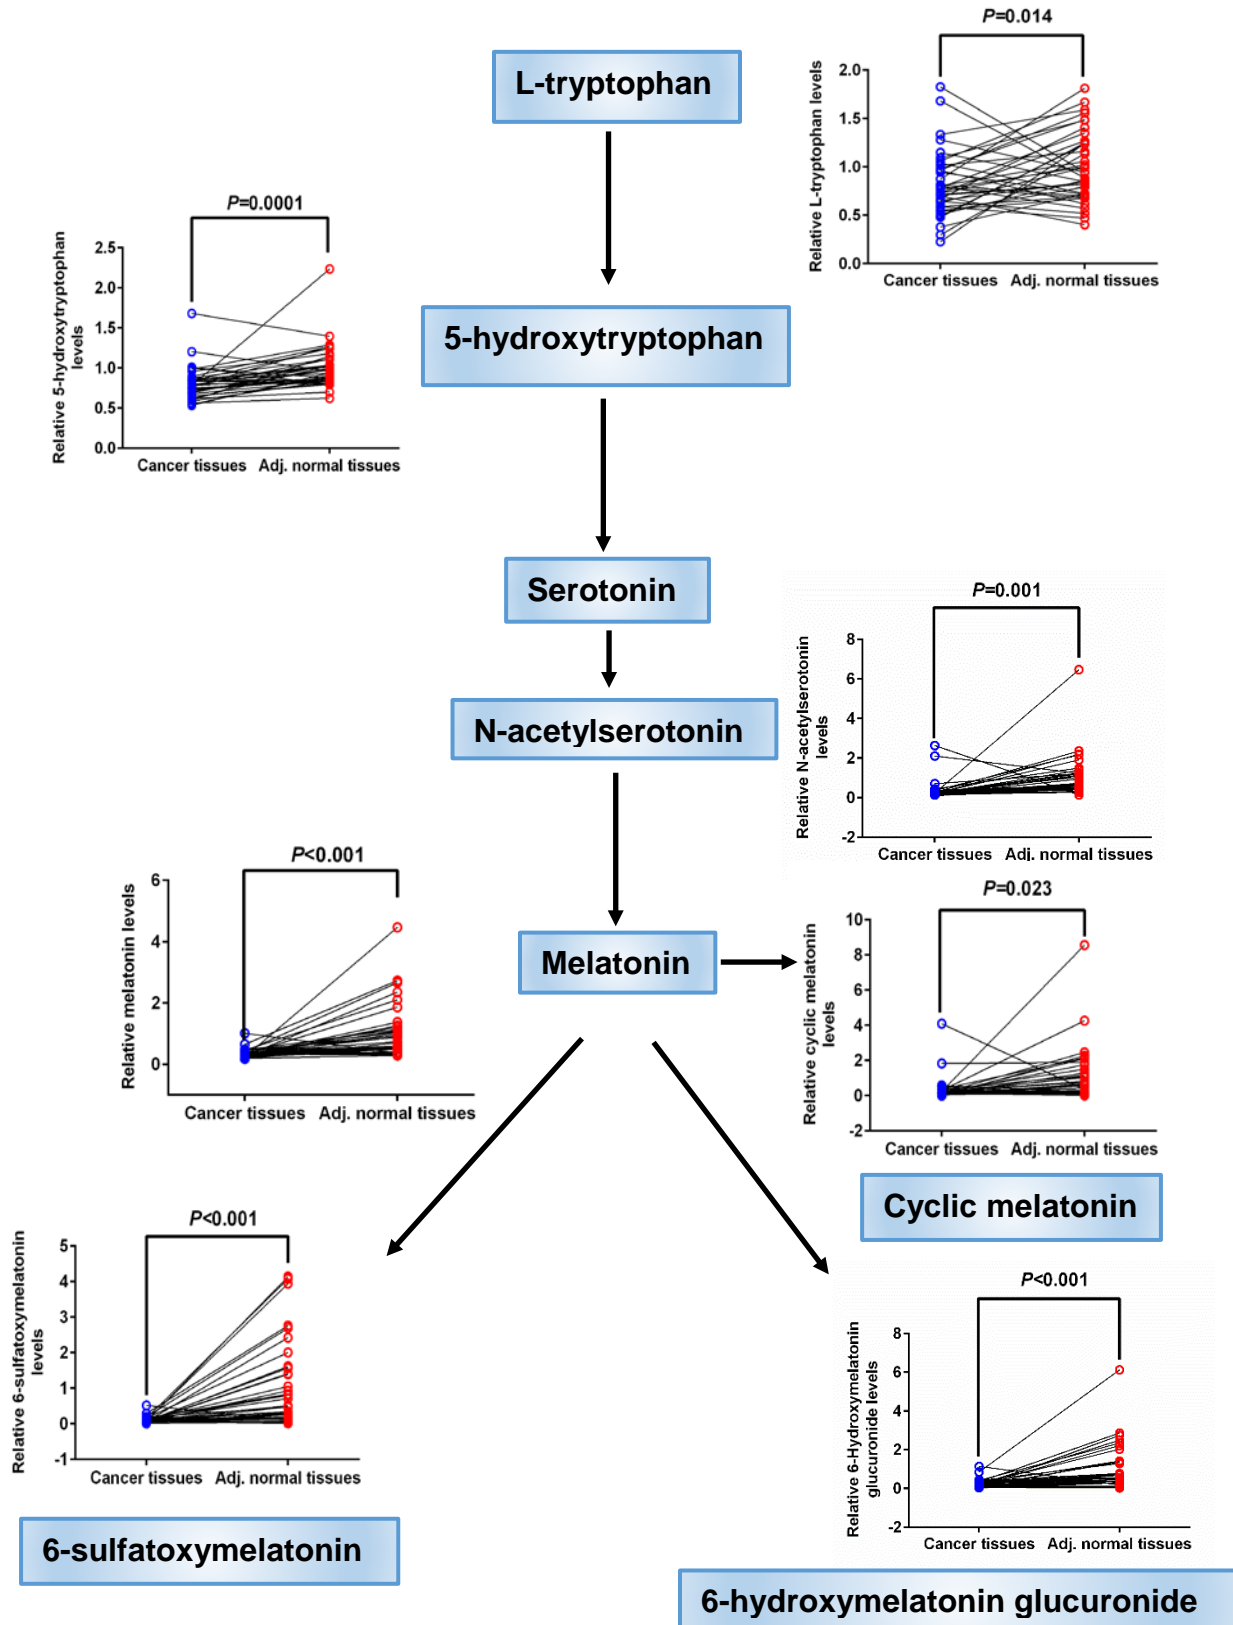 P=0.014
L-tryptophan
Relative L-tryptophan levels
2.0
1.5
1.0
0.5
0.0
Cancer tissues Adj. normal tissues
P=0.0001
Relative 5-hydroxytryptophan
levels
2.5
2.0
1.5
1.0
0.5
0.0
Cancer tissues Adj. normal tissues
5-hydroxytryptophan
Serotonin
P=0.001
Relative N-acetylserotonin
levels
8
6
4
2
0
-2
Cancer tissues Adj. normal tissues
N-acetylserotonin
P<0.001
Relative melatonin levels
6
4
2
0
Cancer tissues Adj. normal tissues
Melatonin
P=0.023
Relative cyclic melatonin
levels
10
8
6
4
2
0
-2
Cancer tissues Adj. normal tissues
Cyclic melatonin
P<0.001
Relative 6-sulfatoxymelatonin
levels
5
4
3
2
1
0
-1
Cancer tissues Adj. normal tissues
6-sulfatoxymelatonin
P<0.001
Relative 6-Hydroxymelatonin
glucuronide levels
8
6
4
2
0
-2
Cancer tissues Adj. normal tissues
6-hydroxymelatonin glucuronide